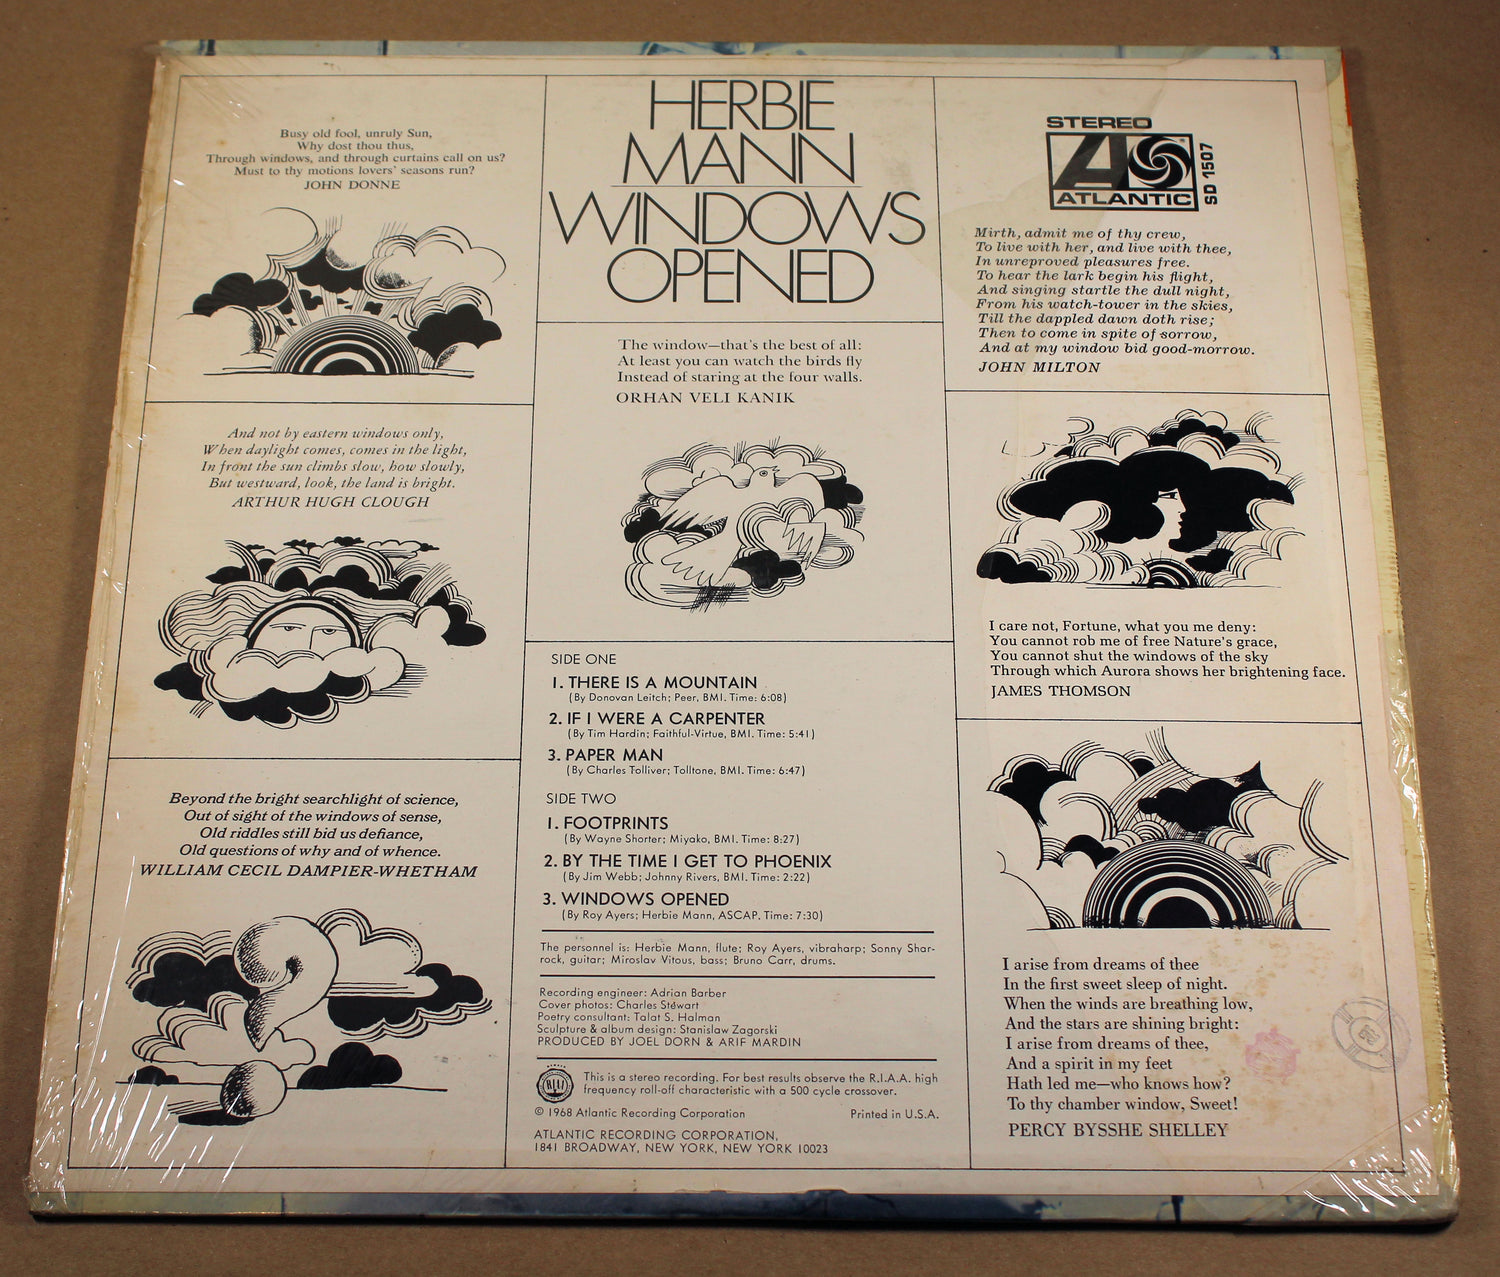 HERBIE
MANN
WINDOWS
OPENED
Busy old fool, unruly Sun,
Why dost thou thus,
Through windows, and through curtains call on us?
Must to thy motions lovers' seasons run?
JOHN DONNE
And not by eastern windows only,
When daylight comes, comes in the light,
In front the sun climbs slow, how slowly,
But westward, look, the land is bright.
ARTHUR HUGH CLOUGH
Beyond the bright searchlight of science,
Out of sight of the windows of sense,
Old riddles still bid us defiance,
Old questions of why and of whence.
WILLIAM CECIL DAMPIER-WHETHAM
The window—that's the best of all:
At least you can watch the birds fly
Instead of staring at the four walls.
ORHAN VELI KANIK
SIDE ONE
1. THERE IS A MOUNTAIN
(By Donovan Leitch; Peer, BMI. Time: 6:08)
2. IF I WERE A CARPENTER
(By Tim Hardin; Faithful-Virtue, BMI. Time: 5:41)
3. PAPER MAN
(By Charles Tolliver; Tolltone, BMI. Time: 6:47)
SIDE TWO
1. FOOTPRINTS
(By Wayne Shorter; Miyako, BMI. Time: 8:27)
2. BY THE TIME I GET TO PHOENIX
(By Jim Webb; Johnny Rivers, BMI. Time: 2:22)
3. WINDOWS OPENED
(By Roy Ayers; Herbie Mann, ASCAP. Time: 7:30)
The personnel is: Herbie Mann, flute; Roy Ayers, vibraharp; Sonny Shar-
rock, guitar; Miroslav Vitous, bass; Bruno Carr, drums.
Recording engineer: Adrian Barber
Cover photos: Charles Stewart
Poetry consultant: Talat S. Halman
Sculpture & album design: Stanislaw Zagorski
PRODUCED BY JOEL DORN & ARIF MARDIN
RIAA
This is a stereo recording. For best results observe the R.I.A.A. high
frequency roll-off characteristic with a 500 cycle crossover.
© 1968 Atlantic Recording Corporation Printed in U.S.A.
ATLANTIC RECORDING CORPORATION,
1841 BROADWAY, NEW YORK, NEW YORK 10023
STEREO
A
ATLANTIC
SD 1507
Mirth, admit me of thy crew,
To live with her, and live with thee,
In unreproved pleasures free.
To hear the lark begin his flight,
And singing startle the dull night,
From his watch-tower in the skies,
Till the dappled dawn doth rise;
Then to come in spite of sorrow,
And at my window bid good-morrow.
JOHN MILTON
I care not, Fortune, what you me deny:
You cannot rob me of free Nature's grace,
You cannot shut the windows of the sky
Through which Aurora shows her brightening face.
JAMES THOMSON
I arise from dreams of thee
In the first sweet sleep of night.
When the winds are breathing low,
And the stars are shining bright:
I arise from dreams of thee,
And a spirit in my feet
Hath led me—who knows how?
To thy chamber window, Sweet!
PERCY BYSSHE SHELLEY